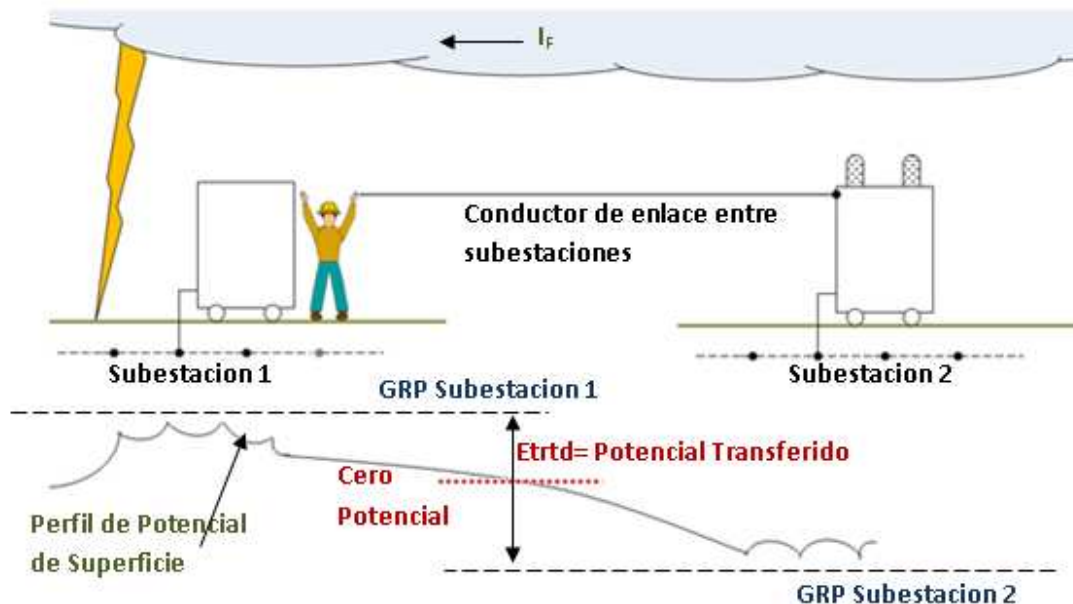 I_F
Conductor de enlace entre
subestaciones
Subestacion 1
Subestacion 2
GRP Subestacion 1
Etrtd= Potencial Transferido
Cero
Potencial
Perfil de Potencial
de Superficie
GRP Subestacion 2